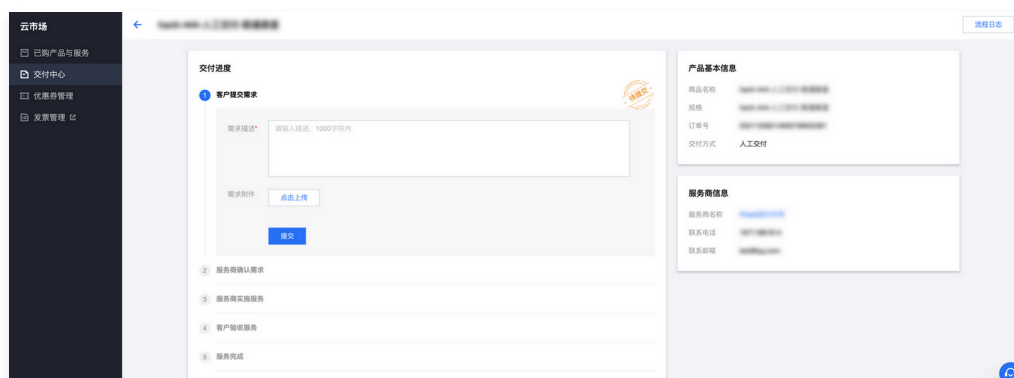 云市场
流程日志
已购产品与服务
交付中心
优惠券管理
发票管理
交付进度
1 客户提交需求
待提交
需求描述*
请输入描述，1000字符内
需求附件
点击上传
提交
2 服务商确认需求
3 服务商实施服务
4 客户验收服务
5 服务完成
产品基本信息
商品名称
规格
订单号
交付方式 人工交付
服务商信息
服务商名称
联系电话
联系邮箱